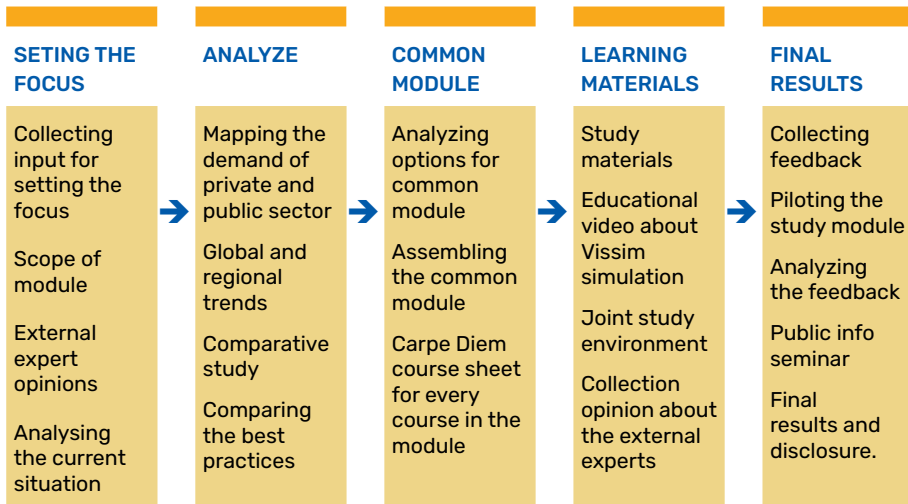 SETING THE
FOCUS
Collecting
input for
setting the
focus
Scope of
module
External
expert
opinions
Analysing
the current
situation
ANALYZE
Mapping the
demand of
private and
public sector
Global and
regional
trends
Comparative
study
Comparing
the best
practices
COMMON
MODULE
Analyzing
options for
common
module
Assembling
the common
module
Carpe Diem
course sheet
for every
course in the
module
LEARNING
MATERIALS
Study
materials
Educational
video about
Vissim
simulation
Joint study
environment
Collection
opinion about
the external
experts
FINAL
RESULTS
Collecting
feedback
Piloting the
study module
Analyzing
the feedback
Public info
seminar
Final
results and
disclosure.